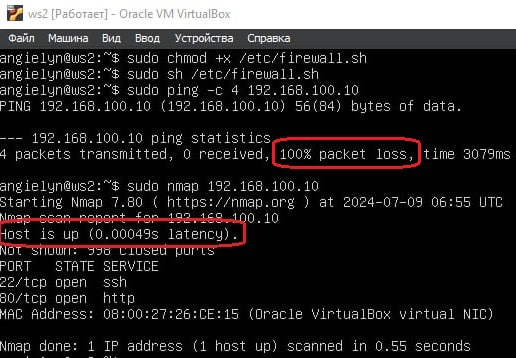 ws2 [Работает] - Oracle VM VirtualBox
Файл Машина Вид Ввод Устройства Справка
angielyn@ws2:~$ sudo chmod +x /etc/firewall.sh
angielyn@ws2:~$ sudo sh /etc/firewall.sh
angielyn@ws2:~$ sudo ping -c 4 192.168.100.10
PING 192.168.100.10 (192.168.100.10) 56(84) bytes of data.
--- 192.168.100.10 ping statistics
4 packets transmitted, 0 received, 100% packet loss, time 3079ms
angielyn@ws2:~$ sudo nmap 192.168.100.10
Starting Nmap 7.80 ( https://nmap.org ) at 2024-07-09 06:55 UTC
Nmap scan report for 192.168.100.10
Host is up (0.00049s latency).
Not shown: 998 closed ports
PORT STATE SERVICE
22/tcp open ssh
80/tcp open http
MAC Address: 08:00:27:26:CE:15 (Oracle VirtualBox virtual NIC)
Nmap done: 1 IP address (1 host up) scanned in 0.55 seconds